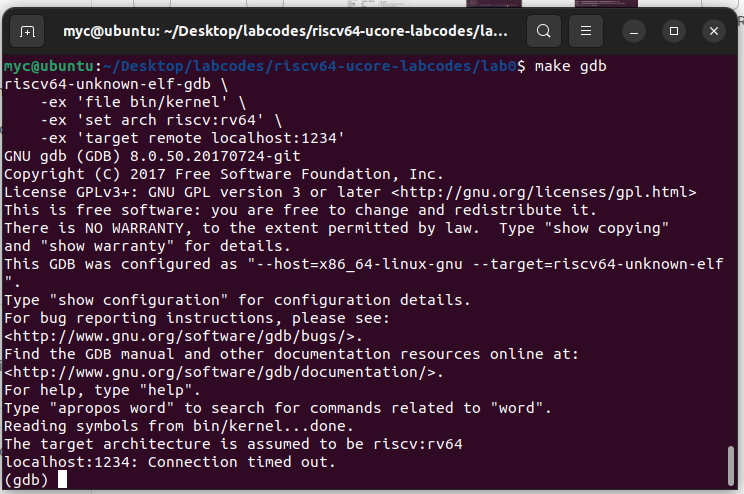 myc@ubuntu: ~/Desktop/labcodes/riscv64-ucore-labcodes/la...
myc@ubuntu:~/Desktop/labcodes/riscv64-ucore-labcodes/lab0$ make gdb
riscv64-unknown-elf-gdb \
    -ex 'file bin/kernel' \
    -ex 'set arch riscv:rv64' \
    -ex 'target remote localhost:1234'
GNU gdb (GDB) 8.0.50.20170724-git
Copyright (C) 2017 Free Software Foundation, Inc.
License GPLv3+: GNU GPL version 3 or later <http://gnu.org/licenses/gpl.html>
This is free software: you are free to change and redistribute it.
There is NO WARRANTY, to the extent permitted by law.  Type "show copying"
and "show warranty" for details.
This GDB was configured as "--host=x86_64-linux-gnu --target=riscv64-unknown-elf
".
Type "show configuration" for configuration details.
For bug reporting instructions, please see:
<http://www.gnu.org/software/gdb/bugs/>.
Find the GDB manual and other documentation resources online at:
<http://www.gnu.org/software/gdb/documentation/>.
For help, type "help".
Type "apropos word" to search for commands related to "word".
Reading symbols from bin/kernel...done.
The target architecture is assumed to be riscv:rv64
localhost:1234: Connection timed out.
(gdb)